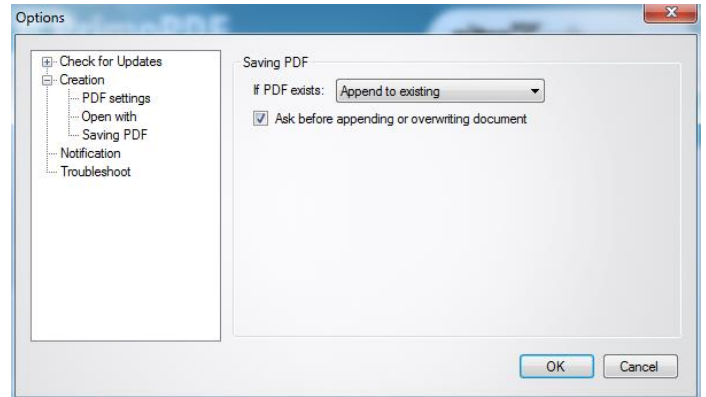 Options
Check for Updates
Creation
PDF settings
Open with
Saving PDF
Notification
Troubleshoot
Saving PDF
If PDF exists: Append to existing
Ask before appending or overwriting document
OK Cancel